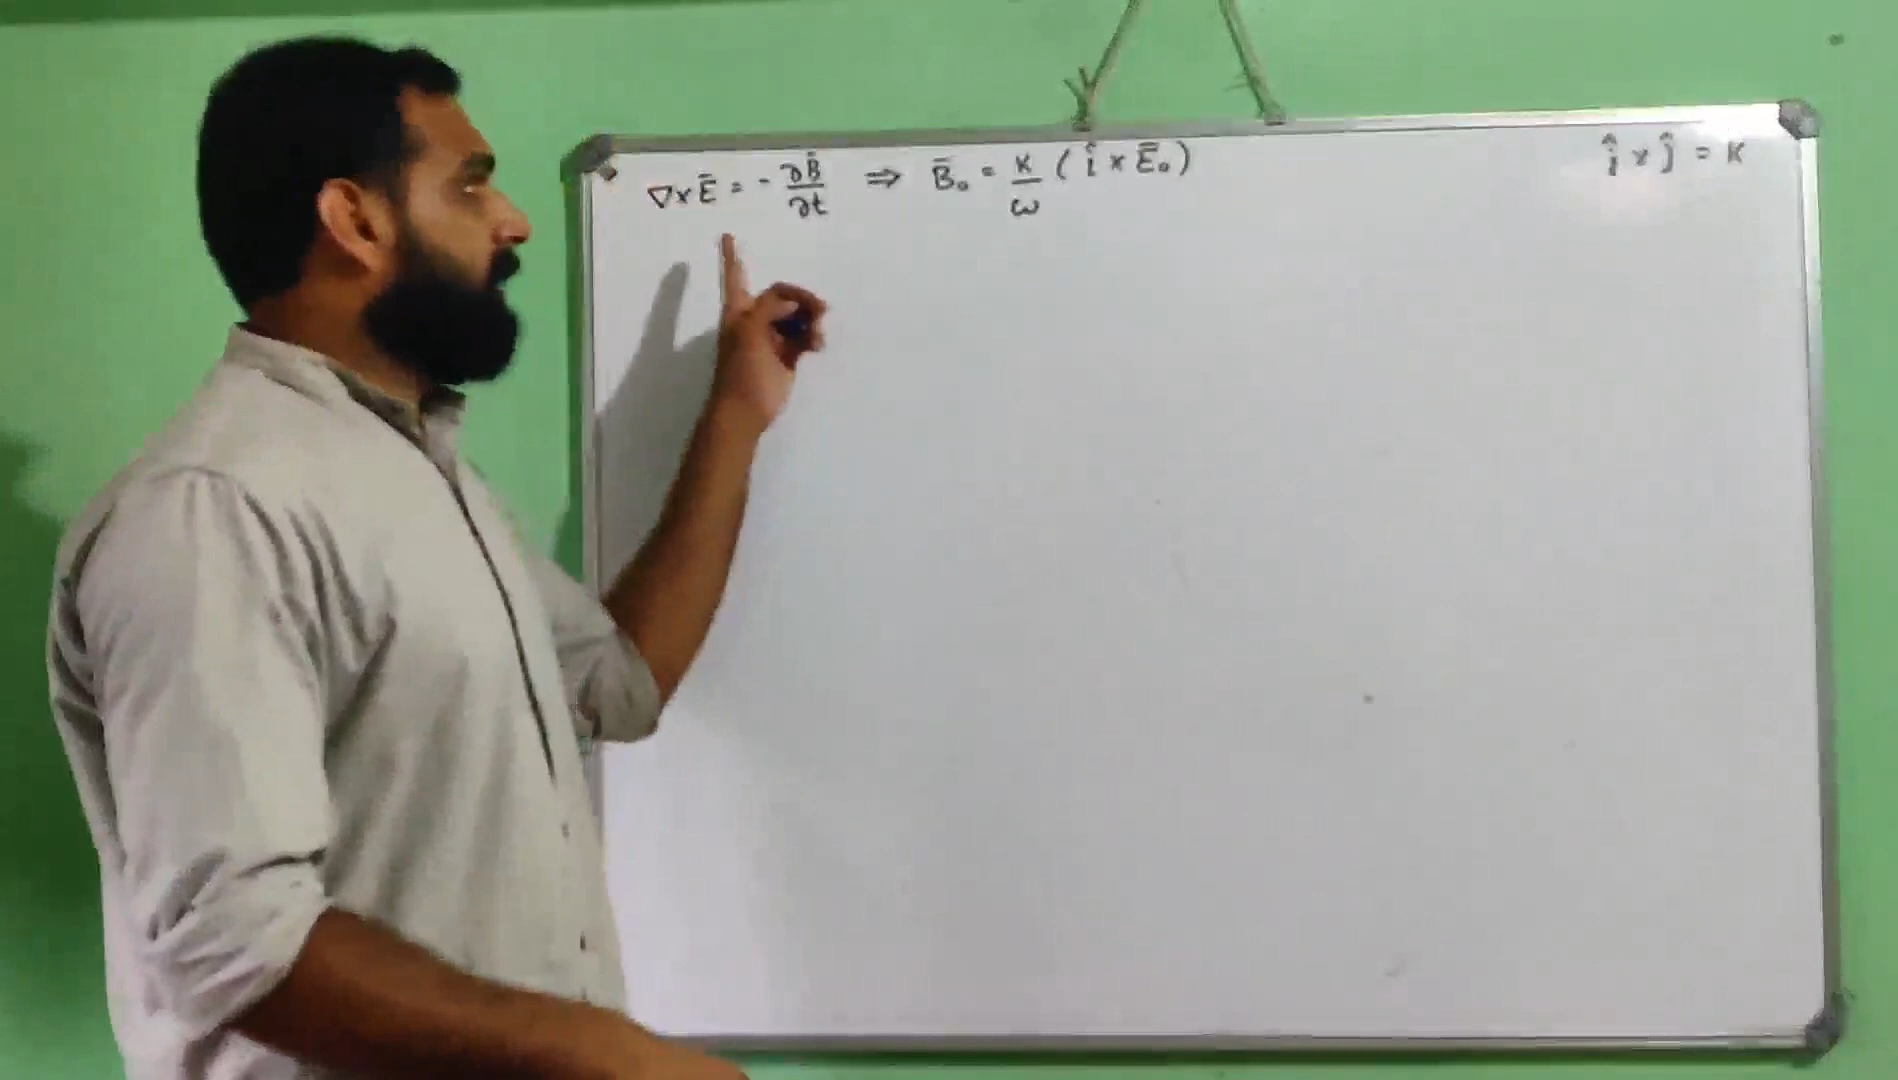 ∇×Ē = - ∂B̄/∂t ⇒ B̄₀ = K/ω ( î × Ē₀ )
î × ĵ = K